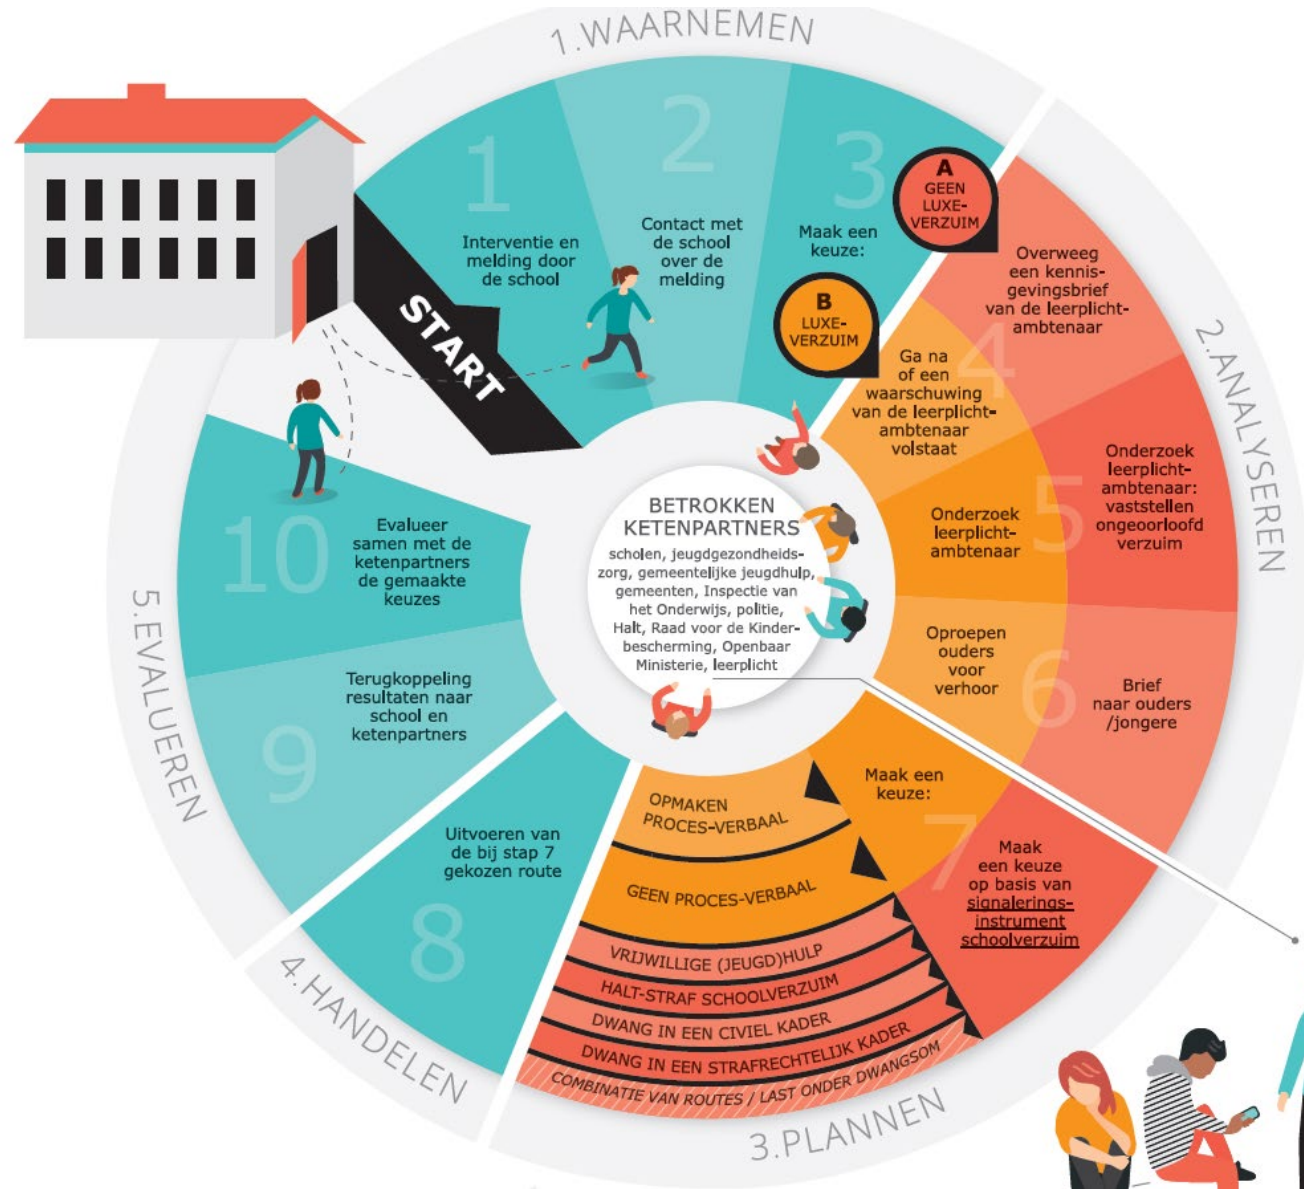 1.WAARNEMEN
START
1
Interventie en
melding door
de school
2
Contact met
de school
over de
melding
3
Maak een
keuze:
A
GEEN
LUXE-
VERZUIM
B
LUXE-
VERZUIM
2.ANALYSEREN
4
Overweeg
een kennis-
gevingsbrief
van de leerplicht-
ambtenaar
Ga na
of een
waarschuwing
van de leerplicht-
ambtenaar
volstaat
5
Onderzoek
leerplicht-
ambtenaar:
vaststellen
ongeoorloofd
verzuim
Onderzoek
leerplicht-
ambtenaar
6
Oproepen
ouders
voor
verhoor
Brief
naar ouders
/jongere
7
Maak een
keuze:
Maak
een keuze
op basis van
signalerings-
instrument
schoolverzuim
OPMAKEN
PROCES-VERBAAL
GEEN PROCES-VERBAAL
VRIJWILLIGE (JEUGD)HULP
HALT-STRAF SCHOOLVERZUIM
DWANG IN EEN CIVIEL KADER
DWANG IN EEN STRAFRECHTELIJK KADER
COMBINATIE VAN ROUTES / LAST ONDER DWANGSOM
3.PLANNEN
8
Uitvoeren van
de bij stap 7
gekozen route
4.HANDELEN
9
Terugkoppeling
resultaten naar
school en
ketenpartners
10
Evalueer
samen met de
ketenpartners
de gemaakte
keuzes
5.EVALUEREN
BETROKKEN
KETENPARTNERS
scholen, jeugdgezondheids-
zorg, gemeentelijke jeugdhulp,
gemeenten, Inspectie van
het Onderwijs, politie,
Halt, Raad voor de Kinder-
bescherming, Openbaar
Ministerie, leerplicht